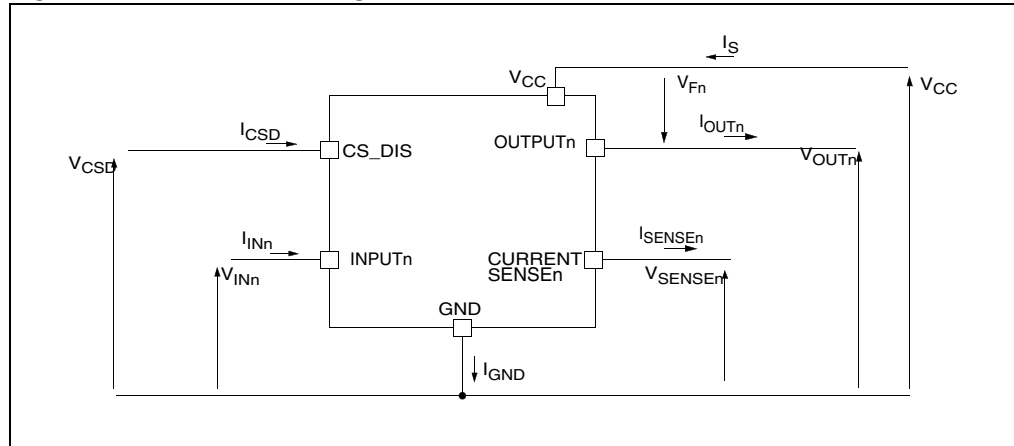 I_S
V_CC
V_Fn
V_CC
I_CSD
I_OUTn
OUTPUTn
CS_DIS
V_CSD
V_OUTn
I_INn
I_SENSEn
INPUTn
CURRENT
SENSEn
V_INn
V_SENSEn
GND
I_GND